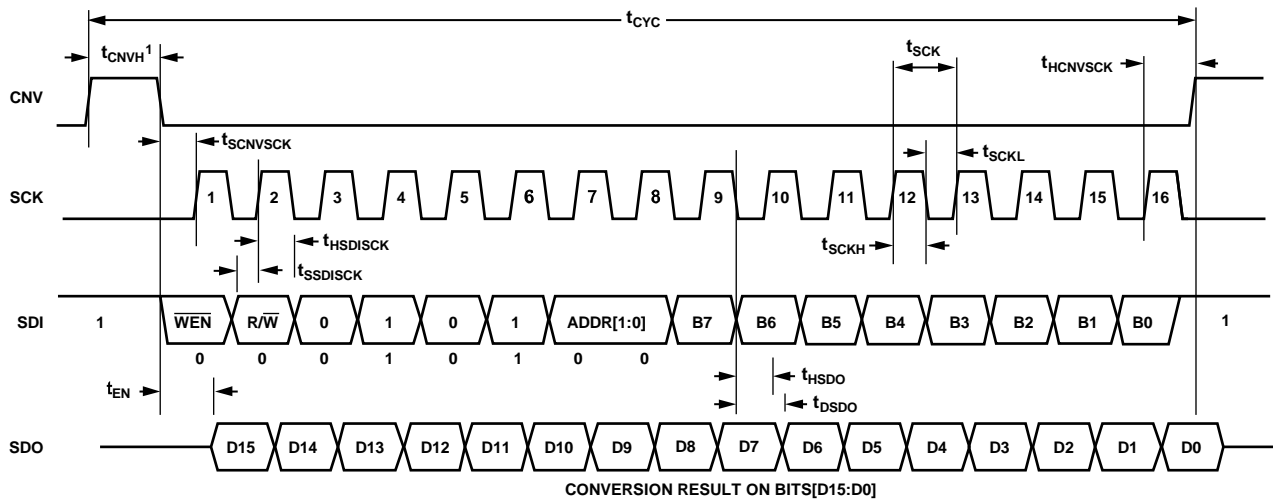 tCYC
tCNVH1
tSCK
tHCNVSCK
CNV
tSCNVSCK
tSCKL
SCK 1 2 3 4 5 6 7 8 9 10 11 12 13 14 15 16
tHSDISCK
tSCKH
tSSDISCK
SDI 1 WEN R/W 0 1 0 1 ADDR[1:0] B7 B6 B5 B4 B3 B2 B1 B0 1
0 0 0 1 0 1 0 0
tEN
tHSDO
tDSDO
SDO D15 D14 D13 D12 D11 D10 D9 D8 D7 D6 D5 D4 D3 D2 D1 D0
CONVERSION RESULT ON BITS[D15:D0]